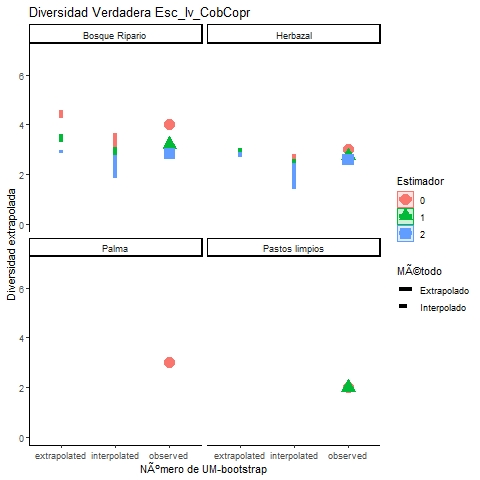 Diversidad Verdadera Esc_lv_CobCopr
Bosque Ripario
Herbazal
6
4
2
0
Palma
Pastos limpios
6
4
2
0
extrapolated interpolated observed
extrapolated interpolated observed
Diversidad extrapolada
NÃºmero de UM-bootstrap
Estimador
0
1
2
MÃ©todo
Extrapolado
Interpolado